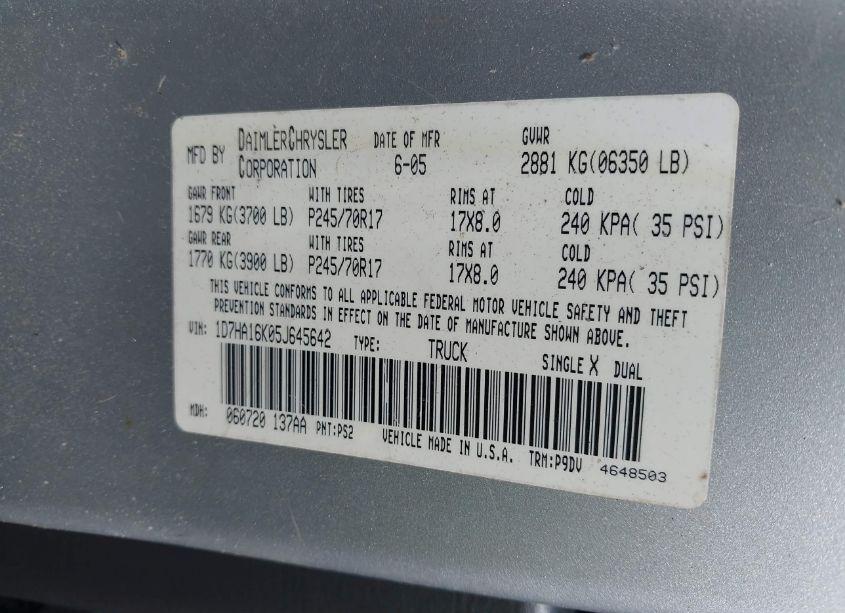 MFD BY DAIMLERCHRYSLER CORPORATION DATE OF MFR 6-05 GVWR 2881 KG(06350 LB)
GAWR FRONT WITH TIRES RIMS AT COLD
1679 KG(3700 LB) P245/70R17 17X8.0 240 KPA( 35 PSI)
GAWR REAR WITH TIRES RIMS AT COLD
1770 KG(3900 LB) P245/70R17 17X8.0 240 KPA( 35 PSI)
THIS VEHICLE CONFORMS TO ALL APPLICABLE FEDERAL MOTOR VEHICLE SAFETY AND THEFT
PREVENTION STANDARDS IN EFFECT ON THE DATE OF MANUFACTURE SHOWN ABOVE.
VIN: 1D7HA16K05J645642 TYPE: TRUCK SINGLE X DUAL
MDH: 060720 137AA PNT:PS2 VEHICLE MADE IN U.S.A. TRM:P9DV 4648503